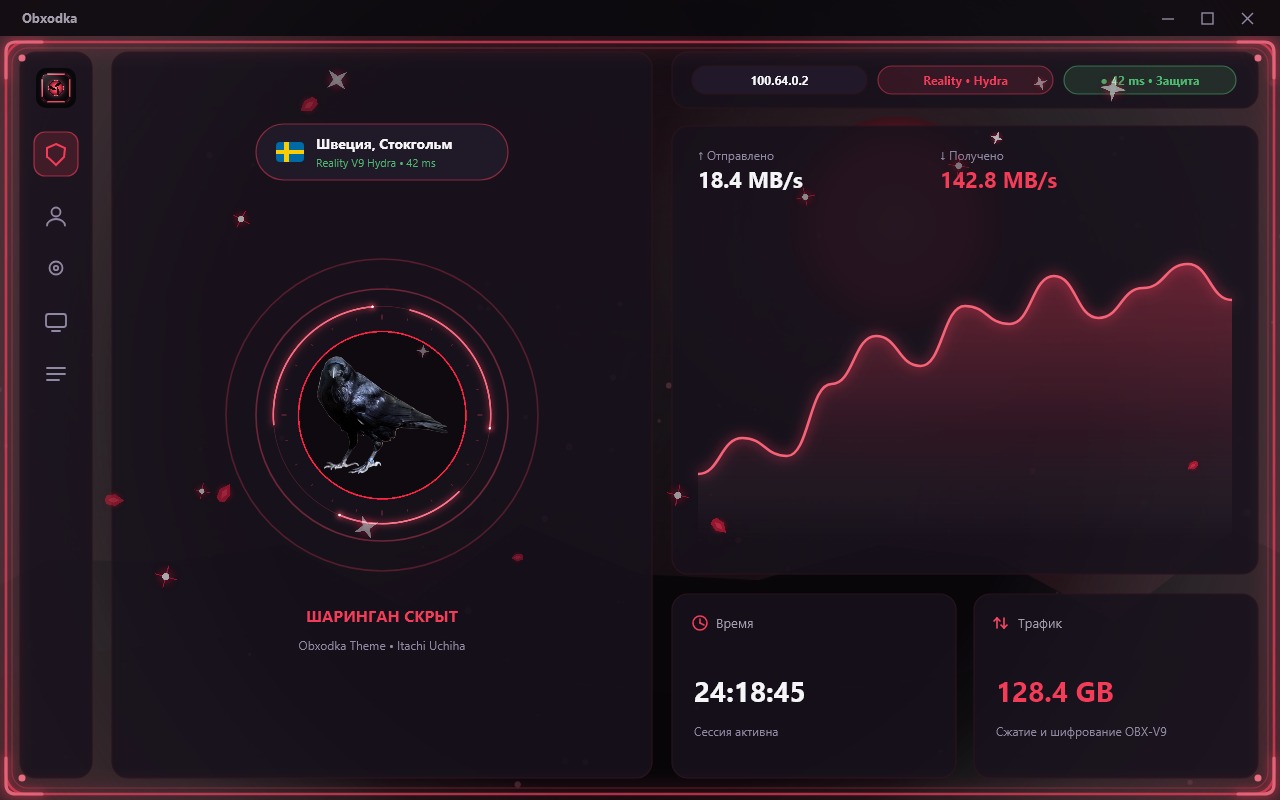 Obxodka
Швеция, Стокгольм
Reality V9 Hydra • 42 ms
ШАРИНГАН СКРЫТ
Obxodka Theme • Itachi Uchiha
100.64.0.2
Reality • Hydra
● 42 ms • Защита
↑ Отправлено
18.4 MB/s
↓ Получено
142.8 MB/s
Время
24:18:45
Сессия активна
Трафик
128.4 GB
Сжатие и шифрование OBX-V9